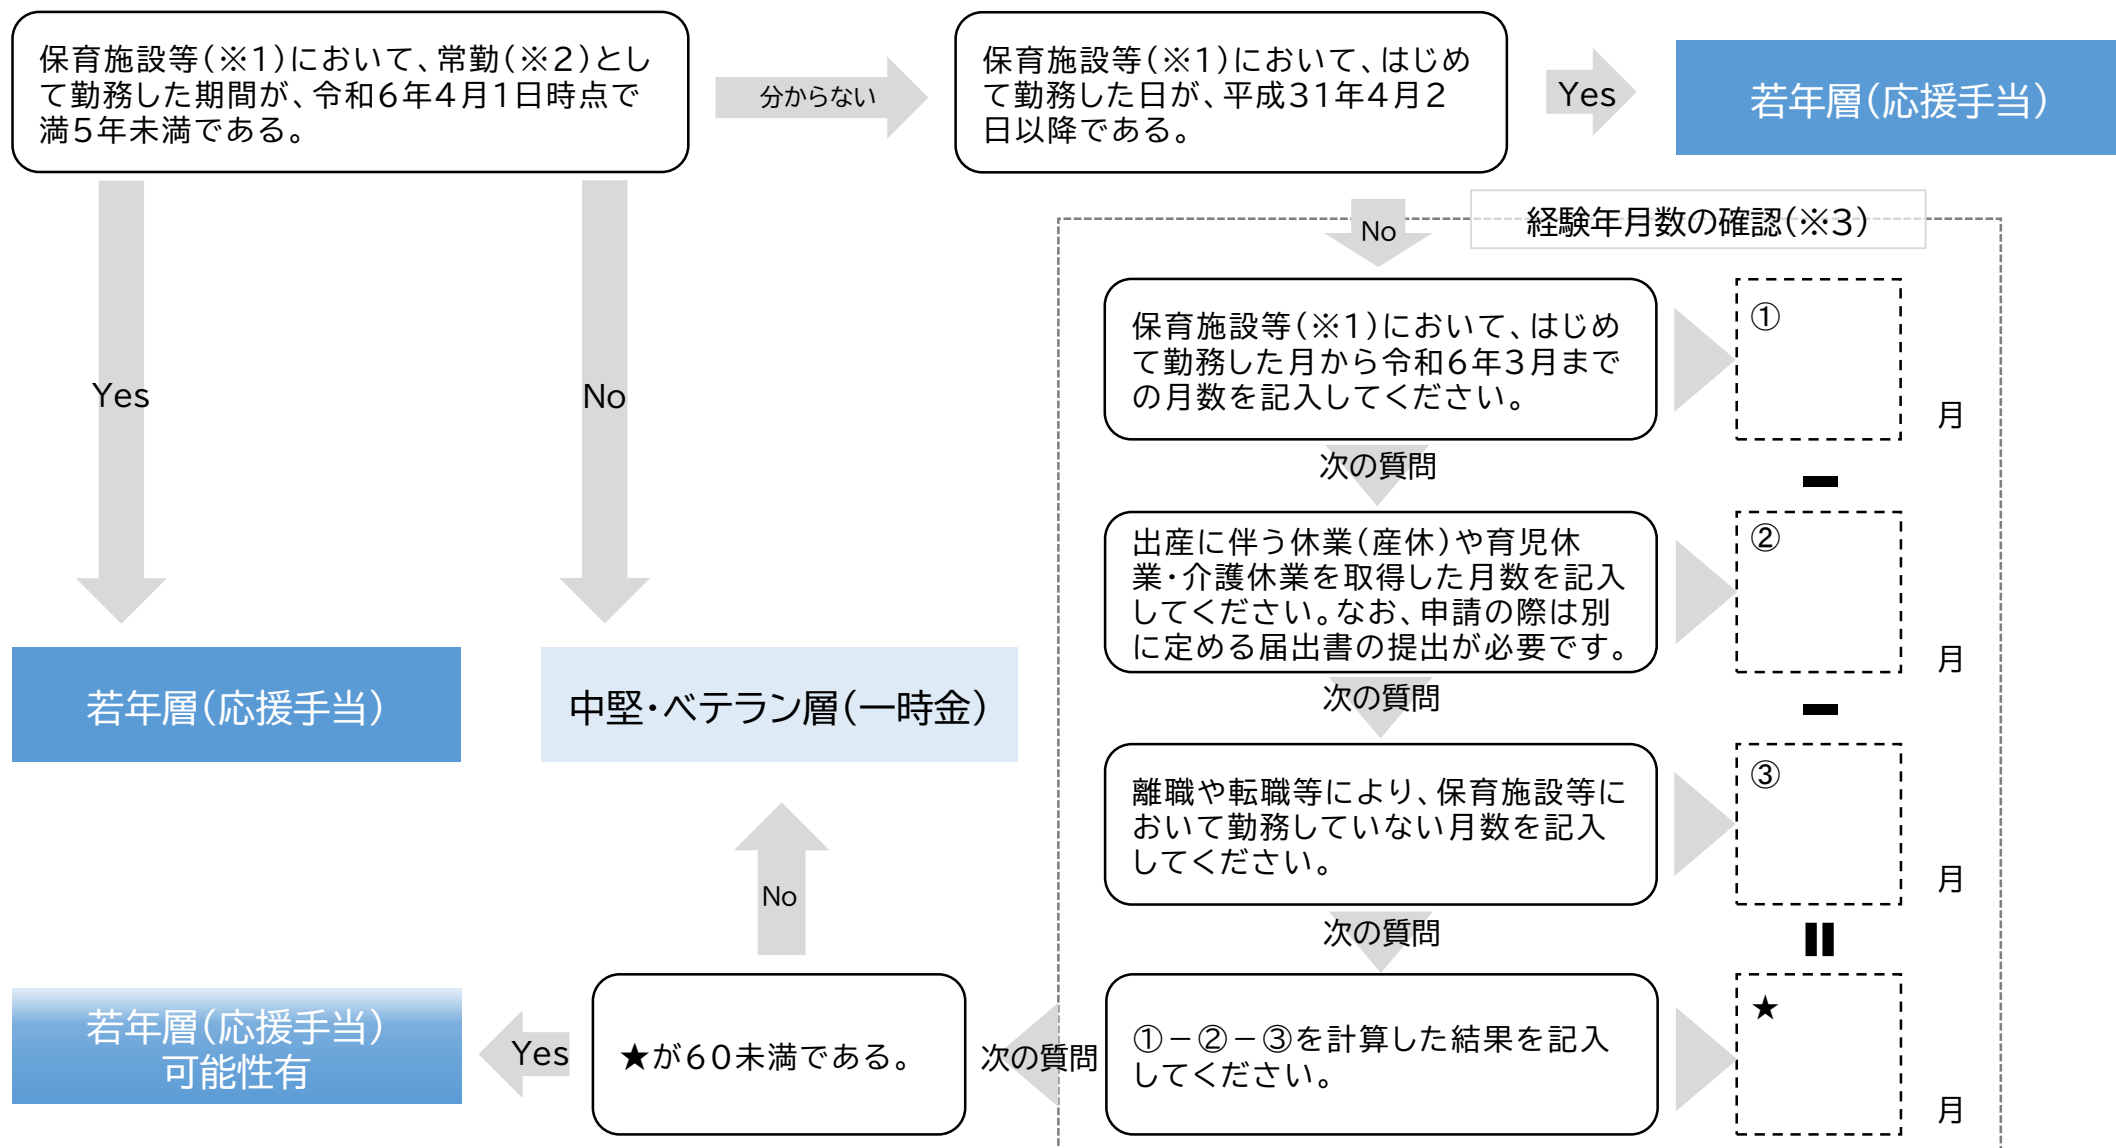 保育施設等(※1)において、常勤(※2)とし
て勤務した期間が、令和6年4月1日時点で
満5年未満である。
分からない
保育施設等(※1)において、はじめ
て勤務した日が、平成31年4月2
日以降である。
Yes
若年層(応援手当)
No
経験年月数の確認(※3)
保育施設等(※1)において、はじめ
て勤務した月から令和6年3月まで
の月数を記入してください。
①
月
Yes
No
次の質問
ー
出産に伴う休業(産休)や育児休
業・介護休業を取得した月数を記入
してください。なお、申請の際は別
に定める届出書の提出が必要です。
②
月
次の質問
ー
若年層(応援手当)
中堅・ベテラン層(一時金)
離職や転職等により、保育施設等に
おいて勤務していない月数を記入
してください。
③
月
次の質問
=
①-②-③を計算した結果を記入
してください。
★
月
次の質問
★が60未満である。
No
Yes
若年層(応援手当)
可能性有